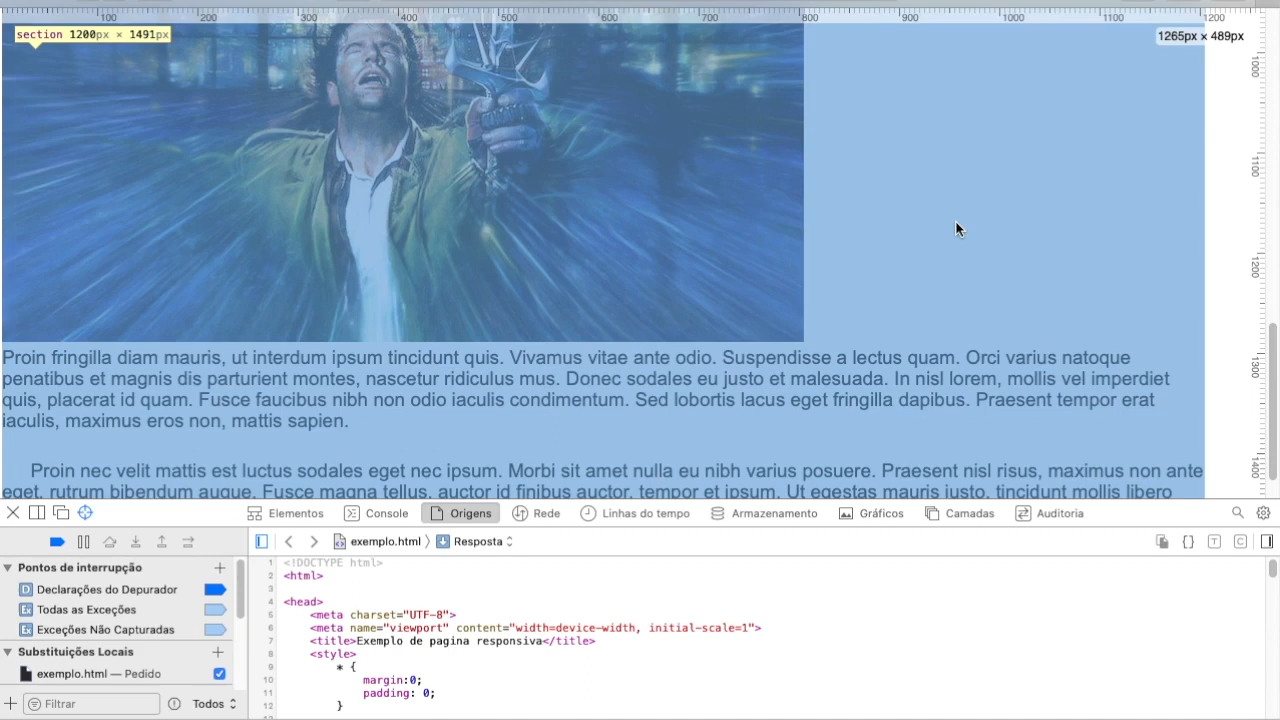 100 200 300 400 500 600 700 800 900 1000 1100 1200
section 1200px × 1491px
1265px × 489px
1000
1100
1200
1300
1400
Proin fringilla diam mauris, ut interdum ipsum tincidunt quis. Vivamus vitae ante odio. Suspendisse a lectus quam. Orci varius natoque
penatibus et magnis dis parturient montes, nascetur ridiculus mus. Donec sodales eu justo et malesuada. In nisl lorem, mollis vel imperdiet
quis, placerat id quam. Fusce faucibus nibh non odio iaculis condimentum. Sed lobortis lacus eget fringilla dapibus. Praesent tempor erat
iaculis, maximus eros non, mattis sapien.
Proin nec velit mattis est luctus sodales eget nec ipsum. Morbi sit amet nulla eu nibh varius posuere. Praesent nisl risus, maximus non ante
eget, rutrum bibendum augue. Fusce magna tellus, auctor id finibus auctor, tempor et ipsum. Ut egestas mauris justo, tincidunt mollis libero
Elementos Console Origens Rede Linhas do tempo Armazenamento Gráficos Camadas Auditoria
exemplo.html 〉 Resposta
{} T C
Pontos de interrupção +
D Declarações do Depurador
Todas as Exceções
Exceções Não Capturadas
Substituições Locais +
exemplo.html — Pedido
+ Filtrar Todos
1 <!DOCTYPE html>
2 <html>
3
4 <head>
5 <meta charset="UTF-8">
6 <meta name="viewport" content="width=device-width, initial-scale=1">
7 <title>Exemplo de pagina responsiva</title>
8 <style>
9 * {
10 margin:0;
11 padding: 0;
12 }